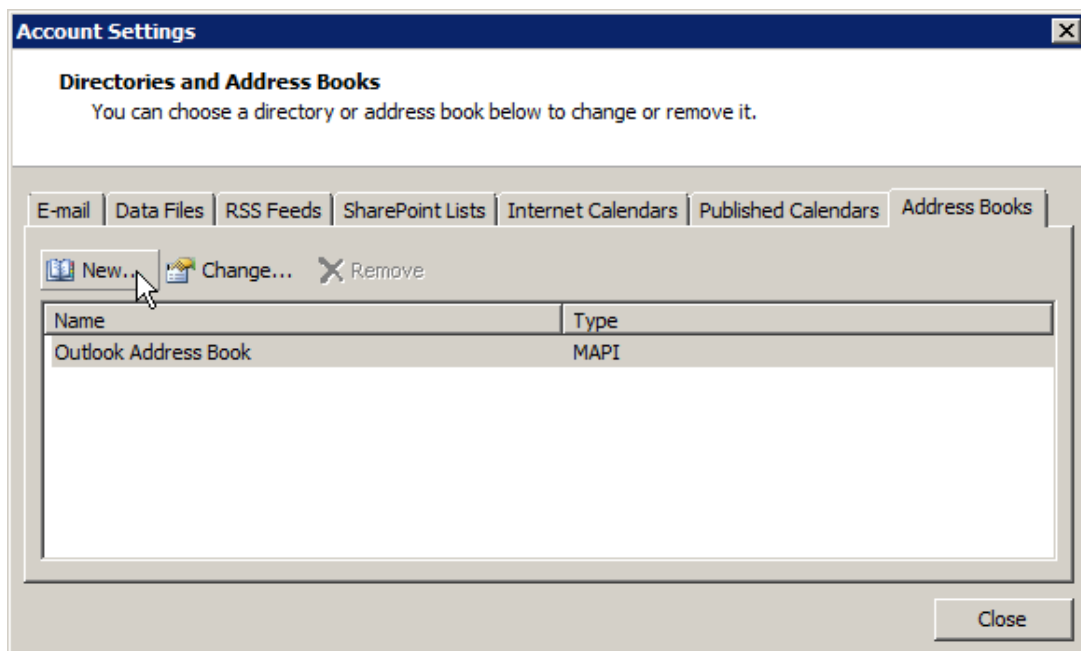 Account Settings
Directories and Address Books
You can choose a directory or address book below to change or remove it.
E-mail Data Files RSS Feeds SharePoint Lists Internet Calendars Published Calendars Address Books
New... Change... Remove
Name Type
Outlook Address Book MAPI
Close